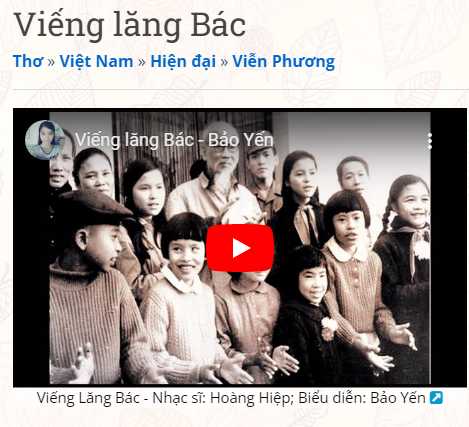 Viếng lăng Bác
Thơ » Việt Nam » Hiện đại » Viễn Phương
Viếng lăng Bác - Bảo Yến
Viếng Lăng Bác - Nhạc sĩ: Hoàng Hiệp; Biểu diễn: Bảo Yến